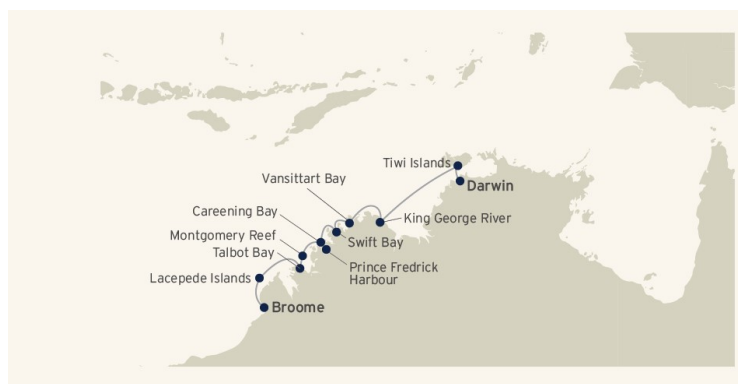 Tiwi Islands
Darwin
Vansittart Bay
Careening Bay
King George River
Montgomery Reef
Swift Bay
Talbot Bay
Prince Fredrick
Harbour
Lacepede Islands
Broome